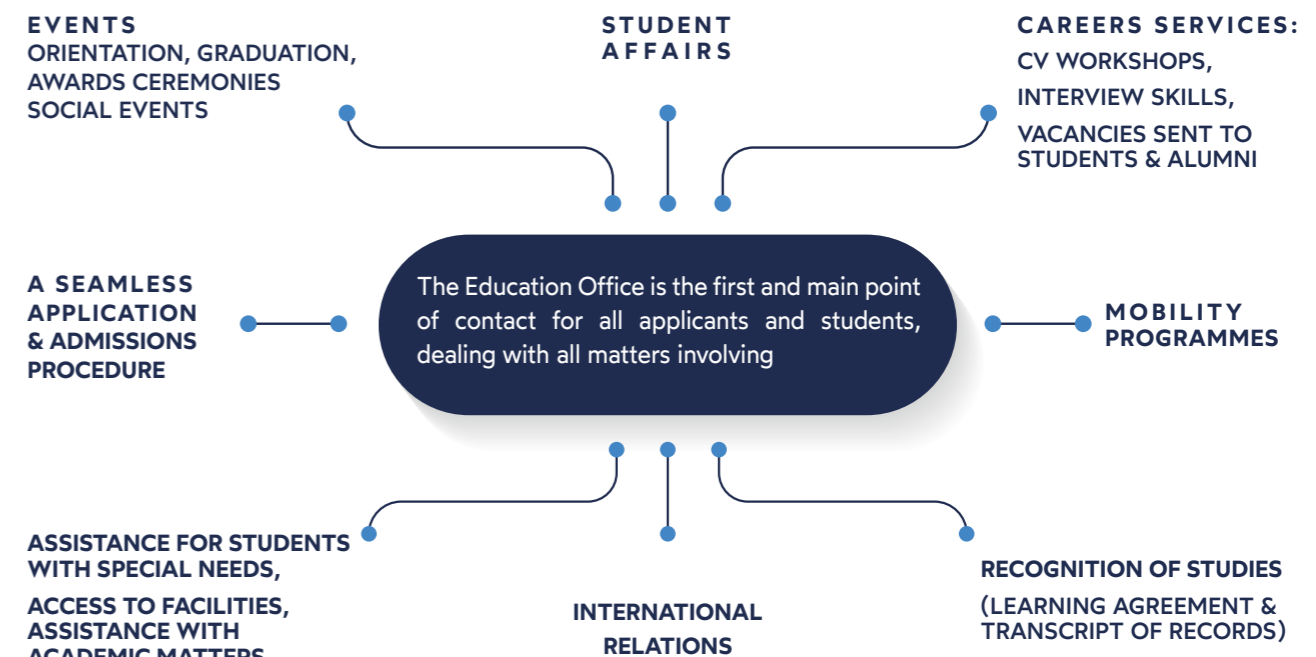 EVENTS
ORIENTATION, GRADUATION,
AWARDS CEREMONIES
SOCIAL EVENTS
STUDENT
AFFAIRS
CAREERS SERVICES:
CV WORKSHOPS,
INTERVIEW SKILLS,
VACANCIES SENT TO
STUDENTS & ALUMNI
A SEAMLESS
APPLICATION
& ADMISSIONS
PROCEDURE
The Education Office is the first and main point
of contact for all applicants and students,
dealing with all matters involving
MOBILITY
PROGRAMMES
ASSISTANCE FOR STUDENTS
WITH SPECIAL NEEDS,
ACCESS TO FACILITIES,
ASSISTANCE WITH
ACADEMIC MATTERS
INTERNATIONAL
RELATIONS
RECOGNITION OF STUDIES
(LEARNING AGREEMENT &
TRANSCRIPT OF RECORDS)